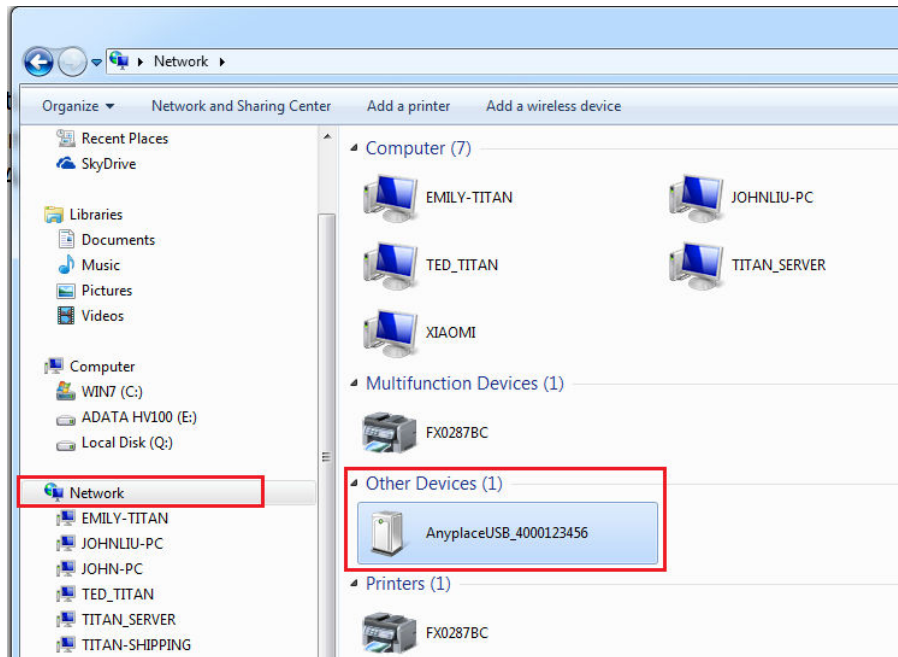 Network
Organize
Network and Sharing Center
Add a printer
Add a wireless device
Recent Places
SkyDrive
Libraries
Documents
Music
Pictures
Videos
Computer
WIN7 (C:)
ADATA HV100 (E:)
Local Disk (Q:)
Network
EMILY-TITAN
JOHNLIU-PC
JOHN-PC
TED_TITAN
TITAN_SERVER
TITAN-SHIPPING
Computer (7)
EMILY-TITAN
JOHNLIU-PC
TED_TITAN
TITAN_SERVER
XIAOMI
Multifunction Devices (1)
FX0287BC
Other Devices (1)
AnyplaceUSB_4000123456
Printers (1)
FX0287BC